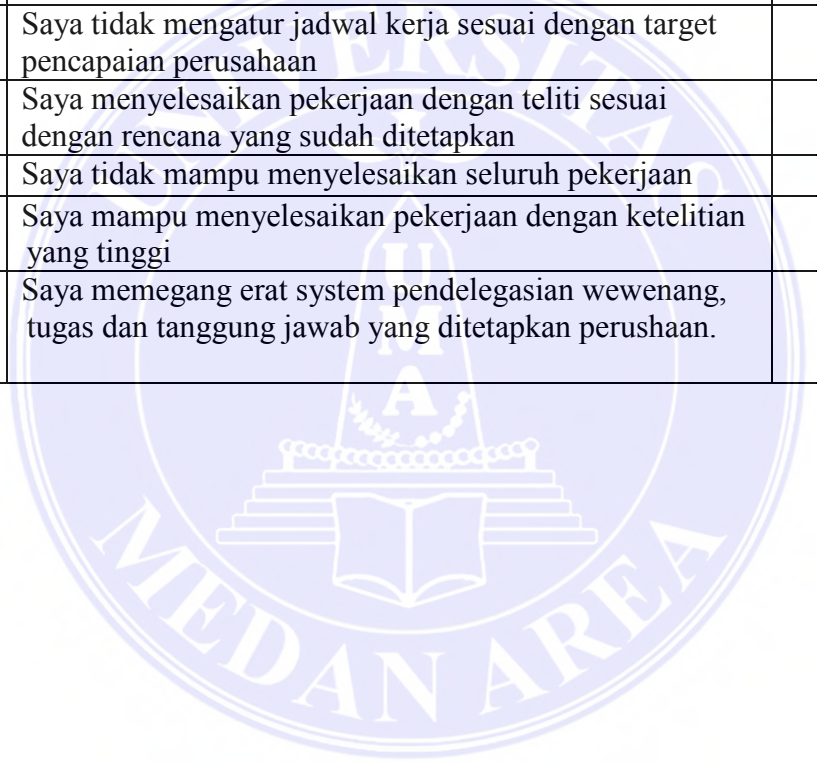 Saya tidak mengatur jadwal kerja sesuai dengan target
pencapaian perusahaan
Saya menyelesaikan pekerjaan dengan teliti sesuai
dengan rencana yang sudah ditetapkan
Saya tidak mampu menyelesaikan seluruh pekerjaan
Saya mampu menyelesaikan pekerjaan dengan ketelitian
yang tinggi
Saya memegang erat system pendelegasian wewenang,
tugas dan tanggung jawab yang ditetapkan perushaan.
UNIVERSITAS
U
M
A
MEDAN AREA